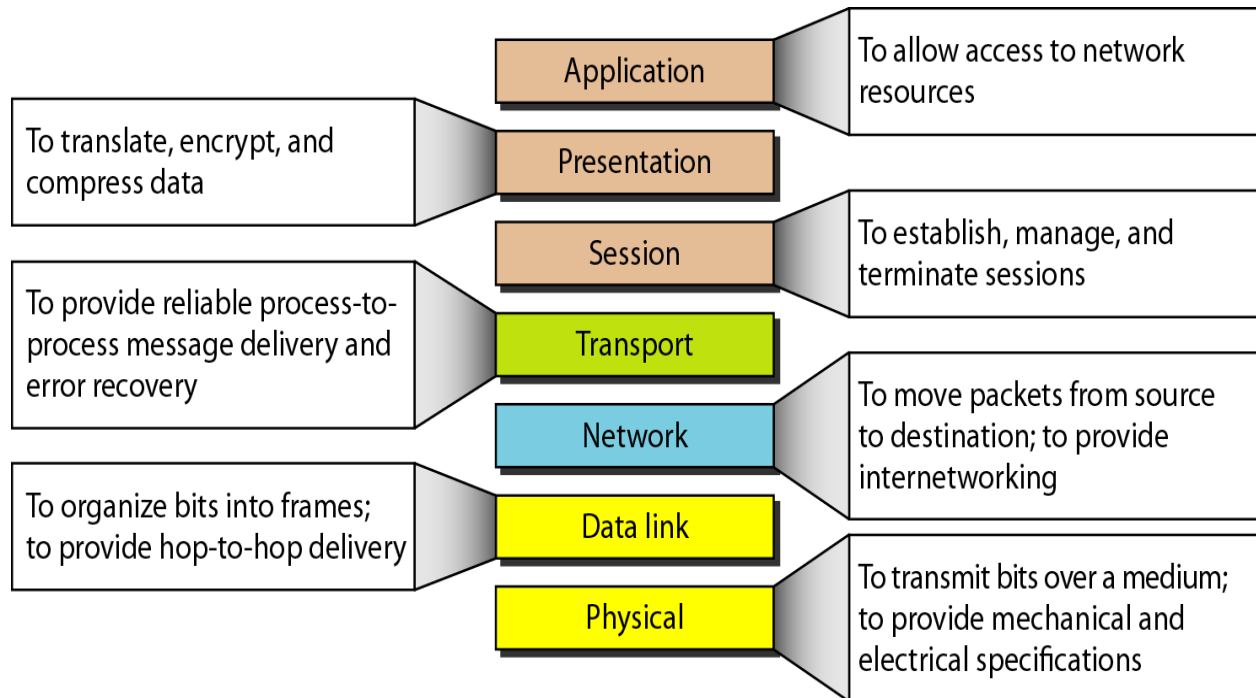 Application
To allow access to network
resources
To translate, encrypt, and
compress data
Presentation
Session
To establish, manage, and
terminate sessions
To provide reliable process-to-
process message delivery and
error recovery
Transport
Network
To move packets from source
to destination; to provide
internetworking
To organize bits into frames;
to provide hop-to-hop delivery
Data link
Physical
To transmit bits over a medium;
to provide mechanical and
electrical specifications